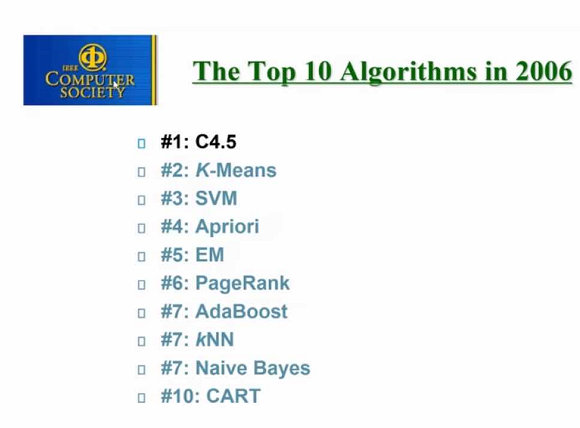 IEEE
COMPUTER
SOCIETY
The Top 10 Algorithms in 2006
#1: C4.5
#2: K-Means
#3: SVM
#4: Apriori
#5: EM
#6: PageRank
#7: AdaBoost
#7: kNN
#7: Naive Bayes
#10: CART